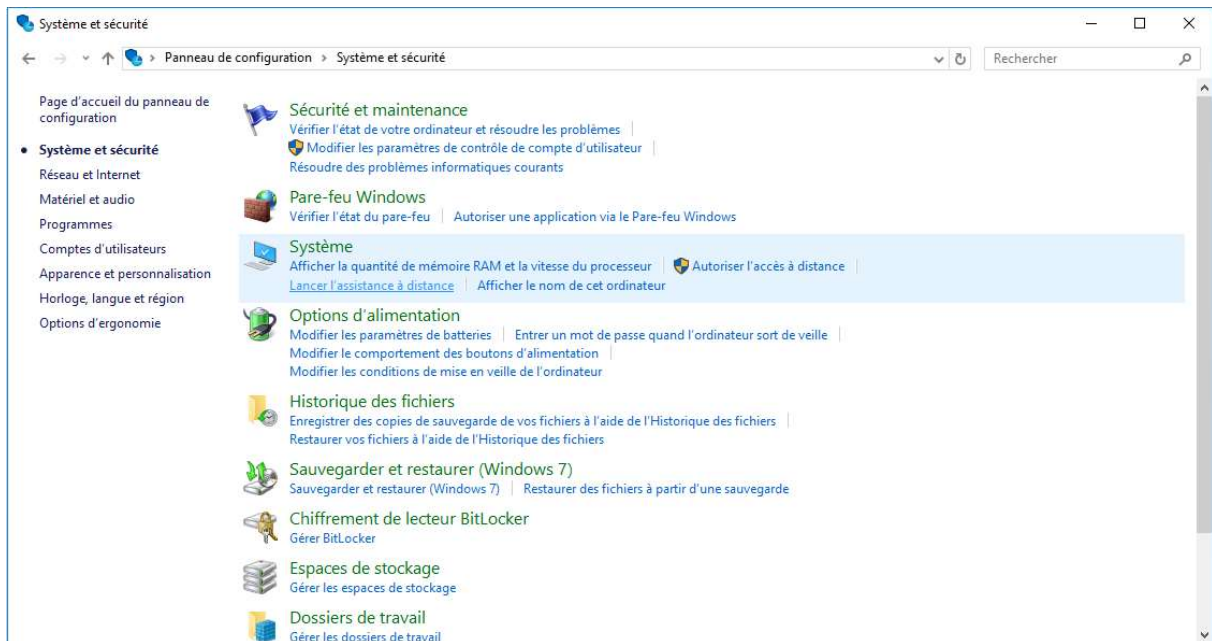 Système et sécurité
Panneau de configuration > Système et sécurité
Rechercher
Page d'accueil du panneau de
configuration
Système et sécurité
Réseau et Internet
Matériel et audio
Programmes
Comptes d'utilisateurs
Apparence et personnalisation
Horloge, langue et région
Options d'ergonomie
Sécurité et maintenance
Vérifier l'état de votre ordinateur et résoudre les problèmes
Modifier les paramètres de contrôle de compte d'utilisateur
Résoudre des problèmes informatiques courants
Pare-feu Windows
Vérifier l'état du pare-feu | Autoriser une application via le Pare-feu Windows
Système
Afficher la quantité de mémoire RAM et la vitesse du processeur | Autoriser l'accès à distance
Lancer l'assistance à distance | Afficher le nom de cet ordinateur
Options d'alimentation
Modifier les paramètres de batteries | Entrer un mot de passe quand l'ordinateur sort de veille
Modifier le comportement des boutons d'alimentation
Modifier les conditions de mise en veille de l'ordinateur
Historique des fichiers
Enregistrer des copies de sauvegarde de vos fichiers à l'aide de l'Historique des fichiers
Restaurer vos fichiers à l'aide de l'Historique des fichiers
Sauvegarder et restaurer (Windows 7)
Sauvegarder et restaurer (Windows 7) | Restaurer des fichiers à partir d'une sauvegarde
Chiffrement de lecteur BitLocker
Gérer BitLocker
Espaces de stockage
Gérer les espaces de stockage
Dossiers de travail
Gérer les dossiers de travail